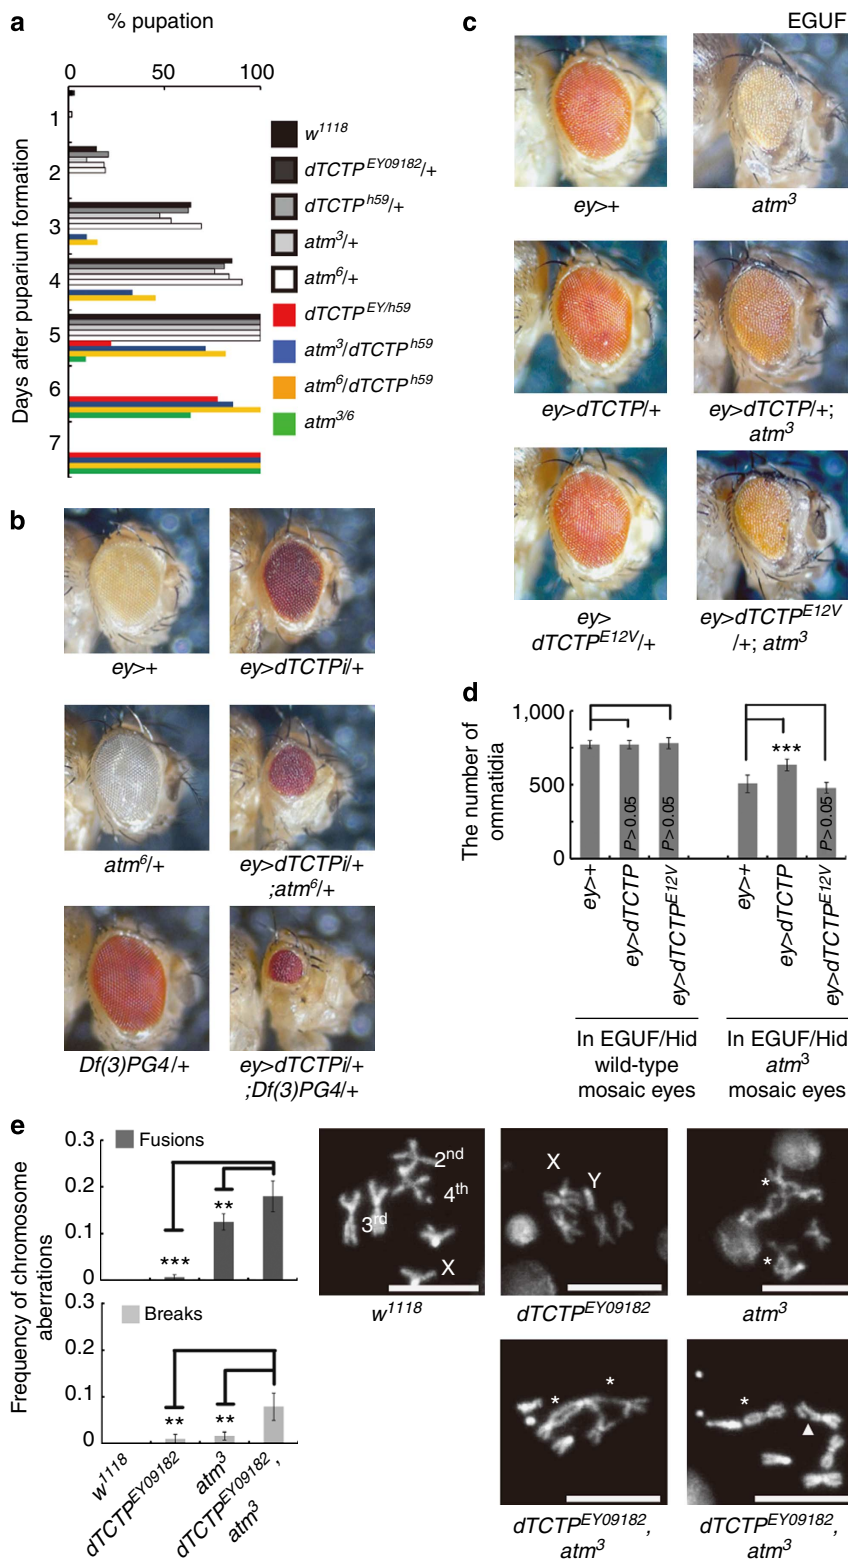 a
% pupation
0 50 100
Days after puparium formation
1
2
3
4
5
6
7
w1118
dTCTPEY09182/+
dTCTPh59/+
atm3/+
atm6/+
dTCTPEY/h59
atm3/dTCTPh59
atm6/dTCTPh59
atm3/6
b
ey>+
ey>dTCTPi/+
atm6/+
ey>dTCTPi/+
;atm6/+
Df(3)PG4/+
ey>dTCTPi/+
;Df(3)PG4/+
c
EGUF
ey>+
atm3
ey>dTCTP/+
ey>dTCTP/+;
atm3
ey>
dTCTPE12V/+
ey>dTCTPE12V
/+; atm3
d
The number of
ommatidia
1,000
500
0
P>0.05
P>0.05
***
P>0.05
ey>+
ey>dTCTP
ey>dTCTPE12V
ey>+
ey>dTCTP
ey>dTCTPE12V
In EGUF/Hid
wild-type
mosaic eyes
In EGUF/Hid
atm3
mosaic eyes
e
Frequency of chromosome
aberrations
0.3
0.2
0.1
0
Fusions
***
**
0.3
0.2
0.1
0
Breaks
**
**
w1118
dTCTPEY09182
atm3
dTCTPEY09182,
atm3
2nd
4th
3rd
X
w1118
X
Y
dTCTPEY09182
*
*
atm3
*
*
dTCTPEY09182,
atm3
*
dTCTPEY09182,
atm3